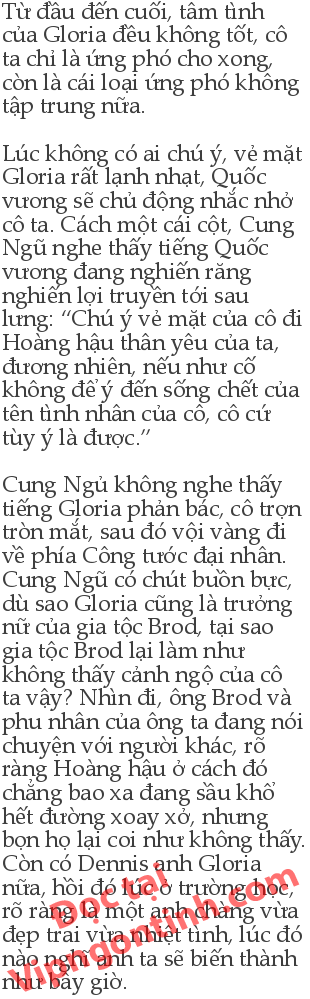 Từ đầu đến cuối, tâm tình
của Gloria đều không tốt, cô
ta chỉ là ứng phó cho xong,
còn là cái loại ứng phó không
tập trung nữa.

Lúc không có ai chú ý, vẻ mặt
Gloria rất lạnh nhạt, Quốc
vương sẽ chủ động nhắc nhở
cô ta. Cách một cái cột, Cung
Ngũ nghe thấy tiếng Quốc
vương đang nghiến răng
nghiến lợi truyền tới sau
lưng: “Chú ý vẻ mặt của cô đi
Hoàng hậu thân yêu của ta,
đương nhiên, nếu như cố
không để ý đến sống chết của
tên tình nhân của cô, cô cứ
tùy ý là được.”

Cung Ngủ không nghe thấy
tiếng Gloria phản bác, cô trợn
tròn mắt, sau đó vội vàng đi
về phía Công tước đại nhân.
Cung Ngũ có chút buồn bực,
dù sao Gloria cũng là trưởng
nữ của gia tộc Brod, tại sao
gia tộc Brod lại làm như
không thấy cảnh ngộ của cô
ta vậy? Nhìn đi, ông Brod và
phu nhân của ông ta đang nói
chuyện với người khác, rõ
ràng Hoàng hậu ở cách đó
chẳng bao xa đang sầu khổ
hết đường xoay xở, nhưng
bọn họ lại coi như không thấy.
Còn có Dennis anh Gloria
nữa, hồi đó lúc ở trường học,
rõ ràng là một anh chàng vừa
đẹp trai vừa nhiệt tình, lúc đó
nào nghĩ anh ta sẽ biến thành
như bây giờ.
Đọc tại
Vipngontinh.com